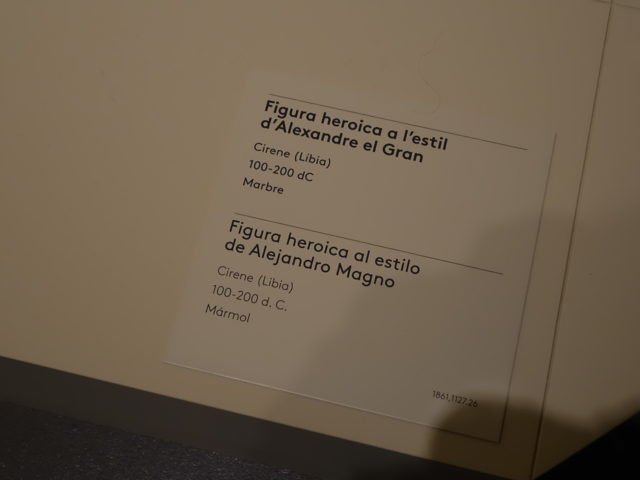 Figura heroica a l'estil
d'Alexandre el Gran
Cirene (Líbia)
100-200 dC
Marbre
Figura heroica al estilo
de Alejandro Magno
Cirene (Libia)
100-200 d. C.
Mármol
1861,1127.26